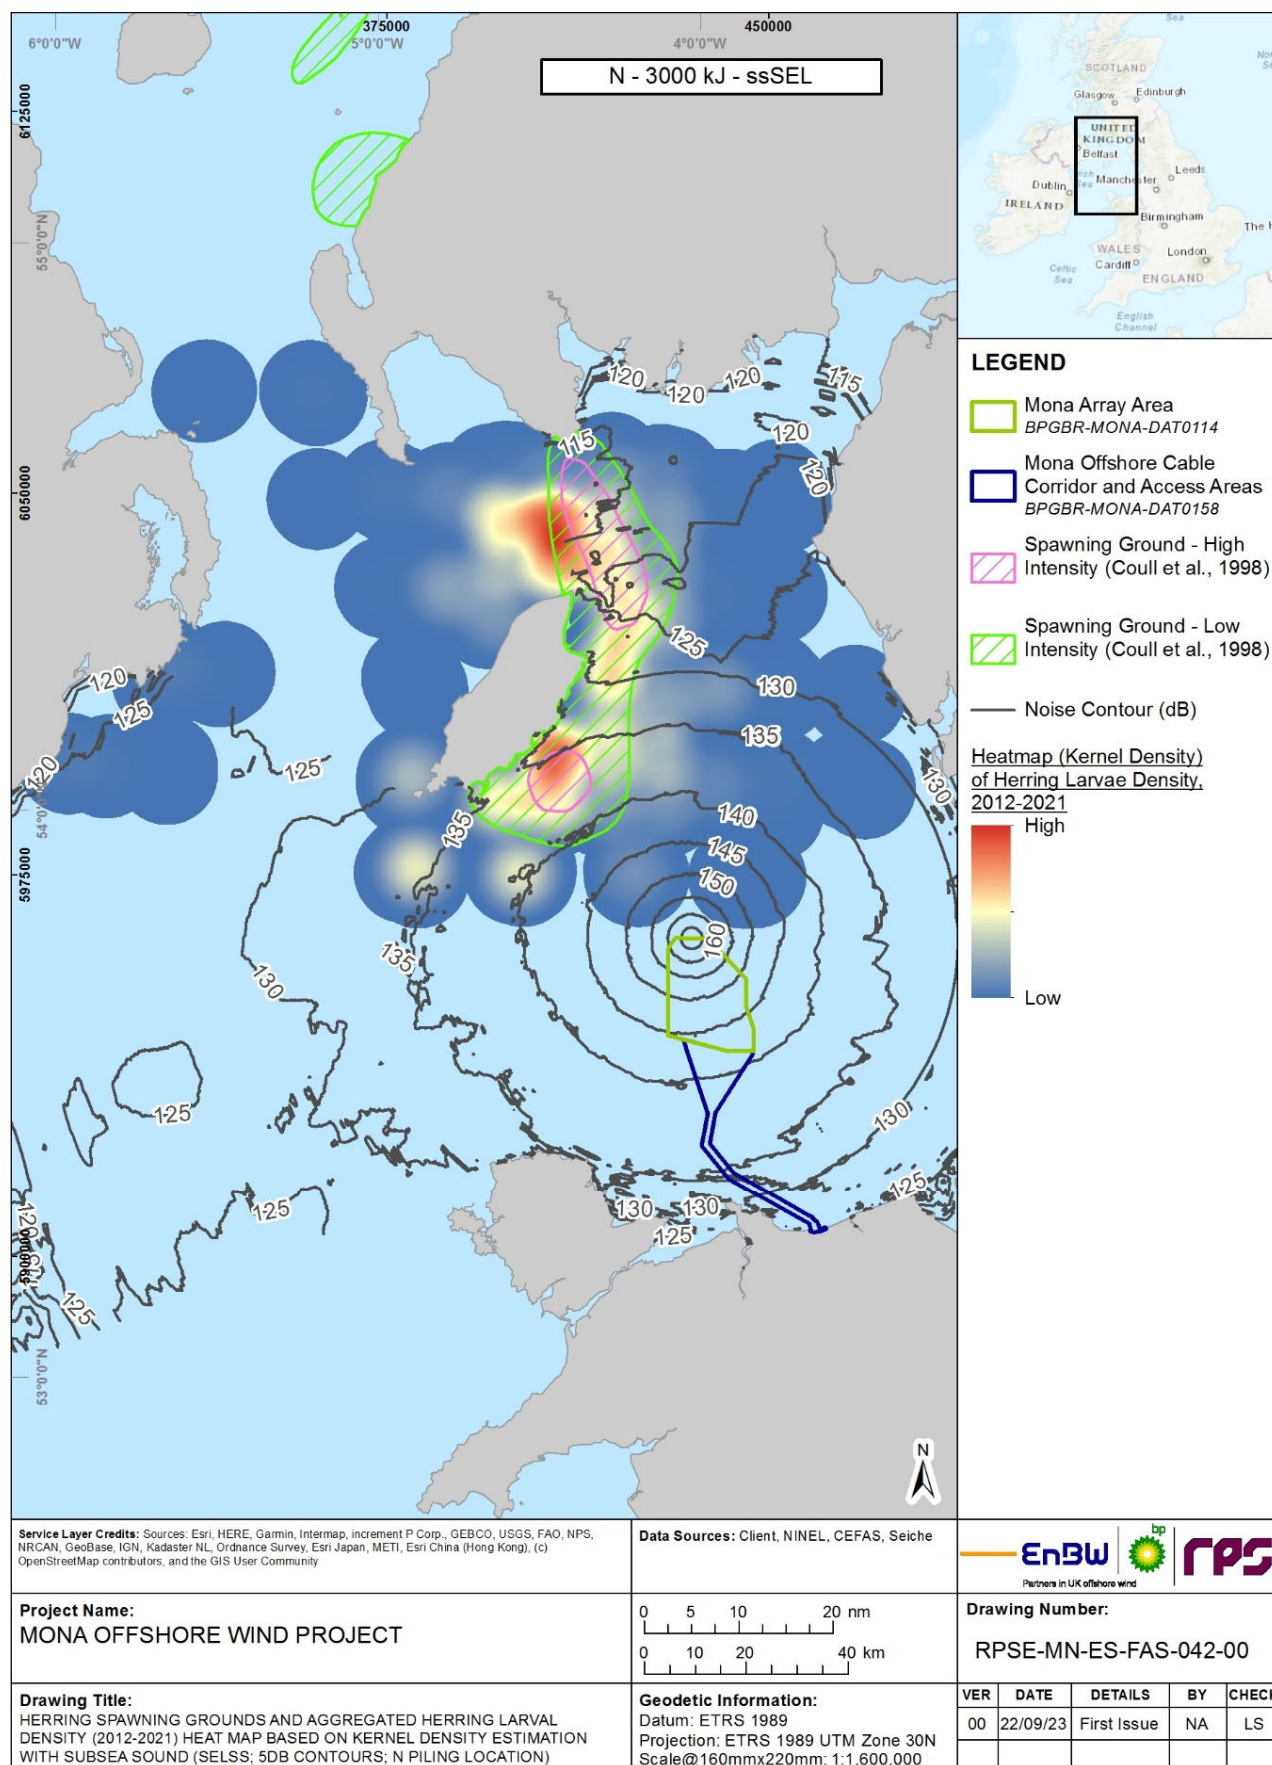 375000
450000
6°0'0"W
5°0'0"W
4°0'0"W
N - 3000 kJ - ssSEL
6125000
55°0'0"N
6050000
54°0'0"N
5975000
5900000
53°0'0"N
120
120
120
120
115
120
115
120
125
130
135
120
125
120
125
130
135
140
145
150
160
135
130
125
130
125
130
130
125
125
120
125
N
SCOTLAND
Glasgow
Edinburgh
UNITED
KINGDOM
Belfast
Leeds
Dublin
Manchester
IRELAND
Birmingham
WALES
Cardiff
London
ENGLAND
Celtic
Sea
English
Channel
LEGEND
Mona Array Area
BPGBR-MONA-DAT0114
Mona Offshore Cable
Corridor and Access Areas
BPGBR-MONA-DAT0158
Spawning Ground - High
Intensity (Coull et al., 1998)
Spawning Ground - Low
Intensity (Coull et al., 1998)
Noise Contour (dB)
Heatmap (Kernel Density)
of Herring Larvae Density,
2012-2021
High
Low
Service Layer Credits: Sources: Esri, HERE, Garmin, Intermap, increment P Corp., GEBCO, USGS, FAO, NPS,
NRCAN, GeoBase, IGN, Kadaster NL, Ordnance Survey, Esri Japan, METI, Esri China (Hong Kong), (c)
OpenStreetMap contributors, and the GIS User Community
Data Sources: Client, NINEL, CEFAS, Seiche
EnBW
bp
rps
Partners in UK offshore wind
Project Name:
MONA OFFSHORE WIND PROJECT
0 5 10 20 nm
0 10 20 40 km
Drawing Number:
RPSE-MN-ES-FAS-042-00
Drawing Title:
HERRING SPAWNING GROUNDS AND AGGREGATED HERRING LARVAL
DENSITY (2012-2021) HEAT MAP BASED ON KERNEL DENSITY ESTIMATION
WITH SUBSEA SOUND (SELSS; 5DB CONTOURS; N PILING LOCATION)
Geodetic Information:
Datum: ETRS 1989
Projection: ETRS 1989 UTM Zone 30N
Scale@160mmx220mm: 1:1,600,000
VER DATE DETAILS BY CHECK
00 22/09/23 First Issue NA LS